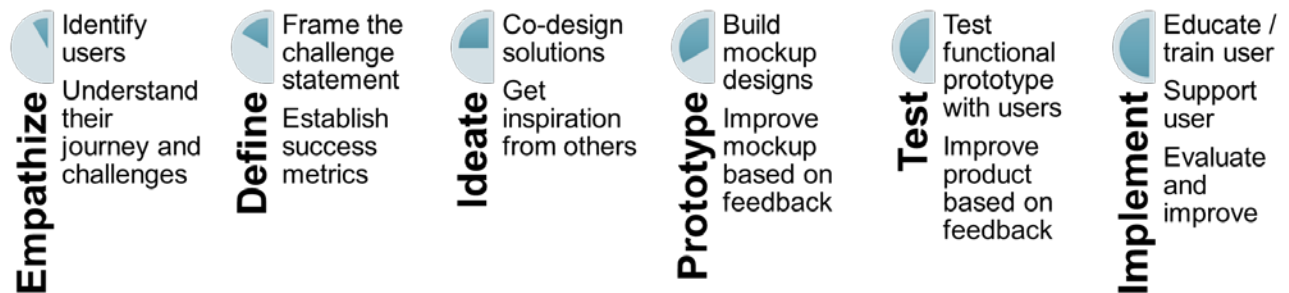 Empathize
Identify
users
Understand
their
journey and
challenges
Define
Frame the
challenge
statement
Establish
success
metrics
Ideate
Co-design
solutions
Get
inspiration
from others
Prototype
Build
mockup
designs
Improve
mockup
based on
feedback
Test
Test
functional
prototype
with users
Improve
product
based on
feedback
Implement
Educate /
train user
Support
user
Evaluate
and
improve